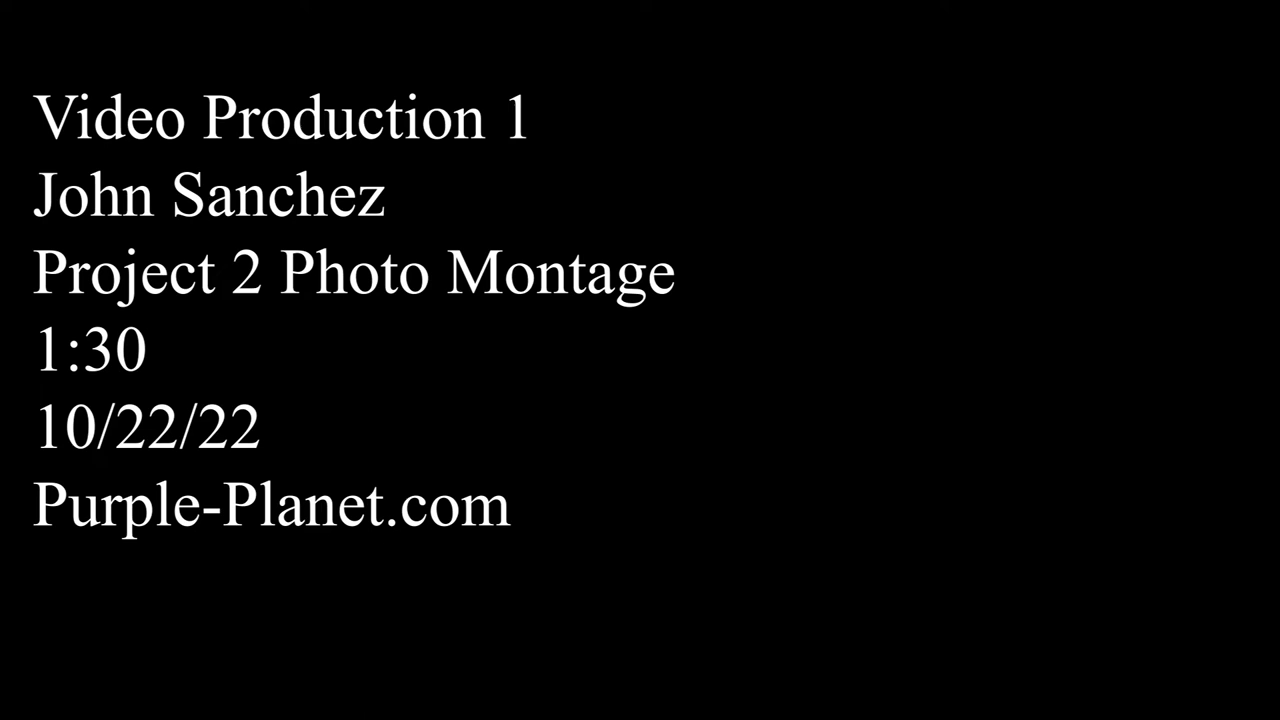 Video Production 1
John Sanchez
Project 2 Photo Montage
1:30
10/22/22
Purple-Planet.com